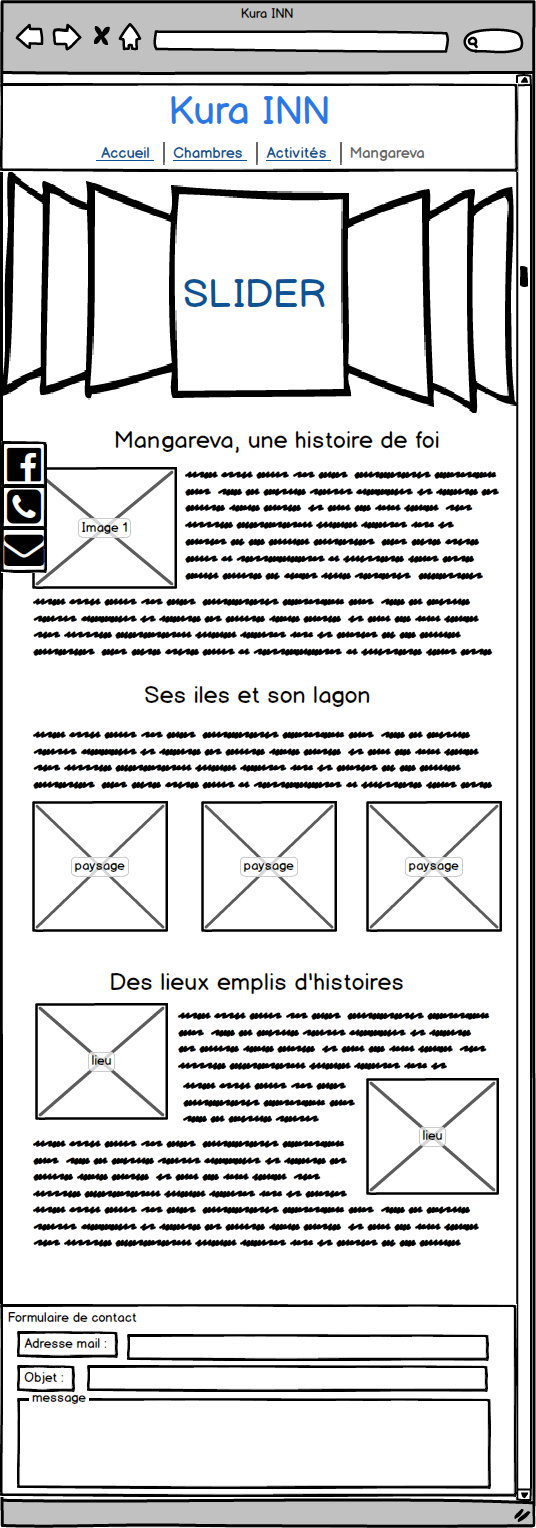 Kura INN
Kura INN
Accueil Chambres Activités Mangareva
SLIDER
Mangareva, une histoire de foi
Image 1
Ses iles et son lagon
paysage paysage paysage
Des lieux emplis d'histoires
lieu
lieu
Formulaire de contact
Adresse mail :
Objet :
message